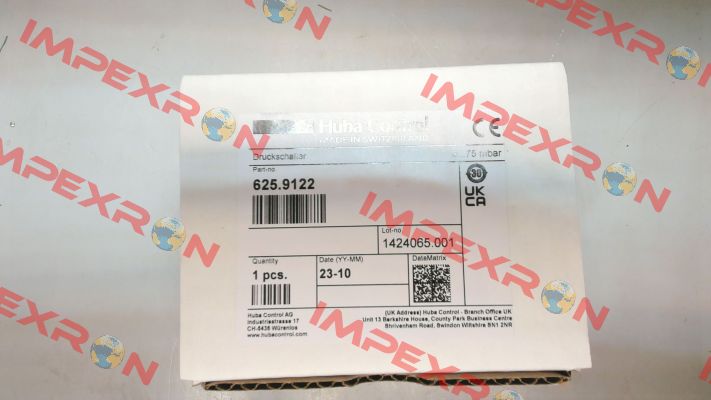 Huba Control
MADE IN SWITZERLAND
CE
Druckschalter
75 mbar
Part-no
625.9122
30
UK
CA
Lot-no
1424065.001
Quantity
1 pcs.
Date (YY-MM)
23-10
DataMatrix
Huba Control AG
Industriestrasse 17
CH-5436 Würenlos
www.hubacontrol.com
(UK Address) Huba Control - Branch Office UK
Unit 13 Berkshire House, County Park Business Centre
Shrivenham Road, Swindon Wiltshire SN1 2NR
IMPEXRON
IMPEXRON
IMPEXRON
IMPEXRON
IMPEXRON